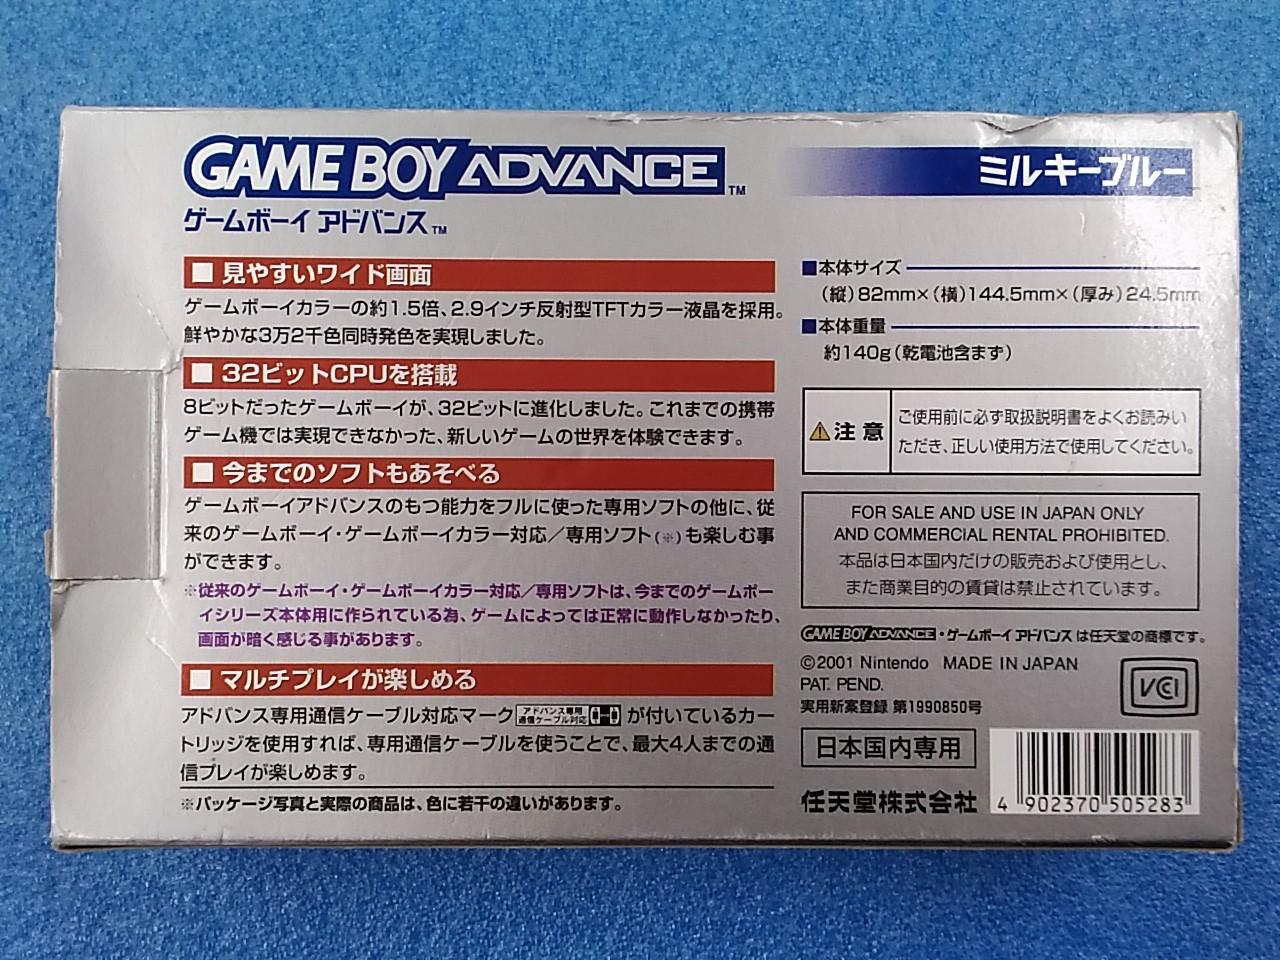 GAME BOY ADVANCE™
ゲームボーイ アドバンス™
ミルキーブルー
■ 見やすいワイド画面
ゲームボーイカラーの約1.5倍、2.9インチ反射型TFTカラー液晶を採用。
鮮やかな3万2千色同時発色を実現しました。
■ 32ビットCPUを搭載
8ビットだったゲームボーイが、32ビットに進化しました。これまでの携帯
ゲーム機では実現できなかった、新しいゲームの世界を体験できます。
■ 今までのソフトもあそべる
ゲームボーイアドバンスのもつ能力をフルに使った専用ソフトの他に、従
来のゲームボーイ・ゲームボーイカラー対応／専用ソフト(※)も楽しむ事
ができます。
※従来のゲームボーイ・ゲームボーイカラー対応／専用ソフトは、今までのゲームボー
イシリーズ本体用に作られている為、ゲームによっては正常に動作しなかったり、
画面が暗く感じる事があります。
■ マルチプレイが楽しめる
アドバンス専用通信ケーブル対応マーク アドバンス専用 通信ケーブル対応 が付いているカー
トリッジを使用すれば、専用通信ケーブルを使うことで、最大4人までの通
信プレイが楽しめます。
※パッケージ写真と実際の商品は、色に若干の違いがあります。
■本体サイズ
(縦)82mm×(横)144.5mm×(厚み)24.5mm
■本体重量
約140g(乾電池含まず)
⚠注意
ご使用前に必ず取扱説明書をよくお読みい
ただき、正しい使用方法で使用してください。
FOR SALE AND USE IN JAPAN ONLY
AND COMMERCIAL RENTAL PROHIBITED.
本品は日本国内だけの販売および使用とし、
また商業目的の賃貸は禁止されています。
GAME BOY ADVANCE・ゲームボーイ アドバンス は任天堂の商標です。
©2001 Nintendo MADE IN JAPAN
PAT. PEND.
実用新案登録 第1990850号
VCI
日本国内専用
任天堂株式会社
4 902370 505283